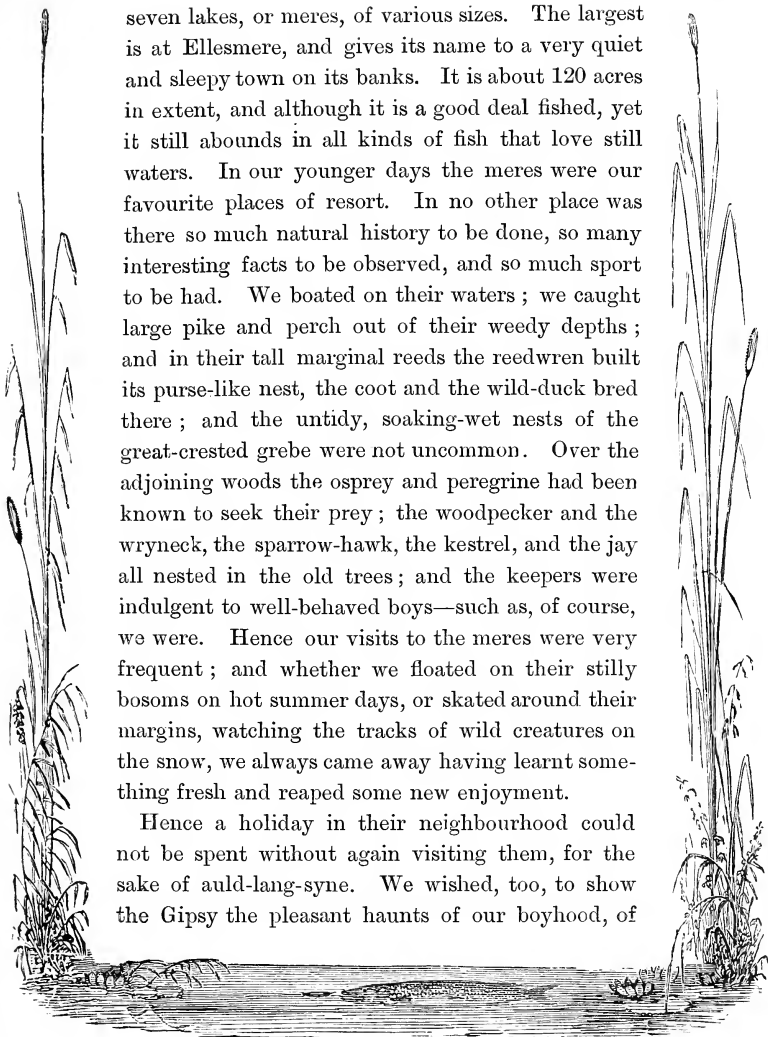 seven lakes, or meres, of various sizes. The largest
is at Ellesmere, and gives its name to a very quiet
and sleepy town on its banks. It is about 120 acres
in extent, and although it is a good deal fished, yet
it still abounds in all kinds of fish that love still
waters. In our younger days the meres were our
favourite places of resort. In no other place was
there so much natural history to be done, so many
interesting facts to be observed, and so much sport
to be had. We boated on their waters ; we caught
large pike and perch out of their weedy depths ;
and in their tall marginal reeds the reedwren built
its purse-like nest, the coot and the wild-duck bred
there ; and the untidy, soaking-wet nests of the
great-crested grebe were not uncommon. Over the
adjoining woods the osprey and peregrine had been
known to seek their prey ; the woodpecker and the
wryneck, the sparrow-hawk, the kestrel, and the jay
all nested in the old trees ; and the keepers were
indulgent to well-behaved boys—such as, of course,
we were. Hence our visits to the meres were very
frequent ; and whether we floated on their stilly
bosoms on hot summer days, or skated around their
margins, watching the tracks of wild creatures on
the snow, we always came away having learnt some-
thing fresh and reaped some new enjoyment.
Hence a holiday in their neighbourhood could
not be spent without again visiting them, for the
sake of auld-lang-syne. We wished, too, to show
the Gipsy the pleasant haunts of our boyhood, of